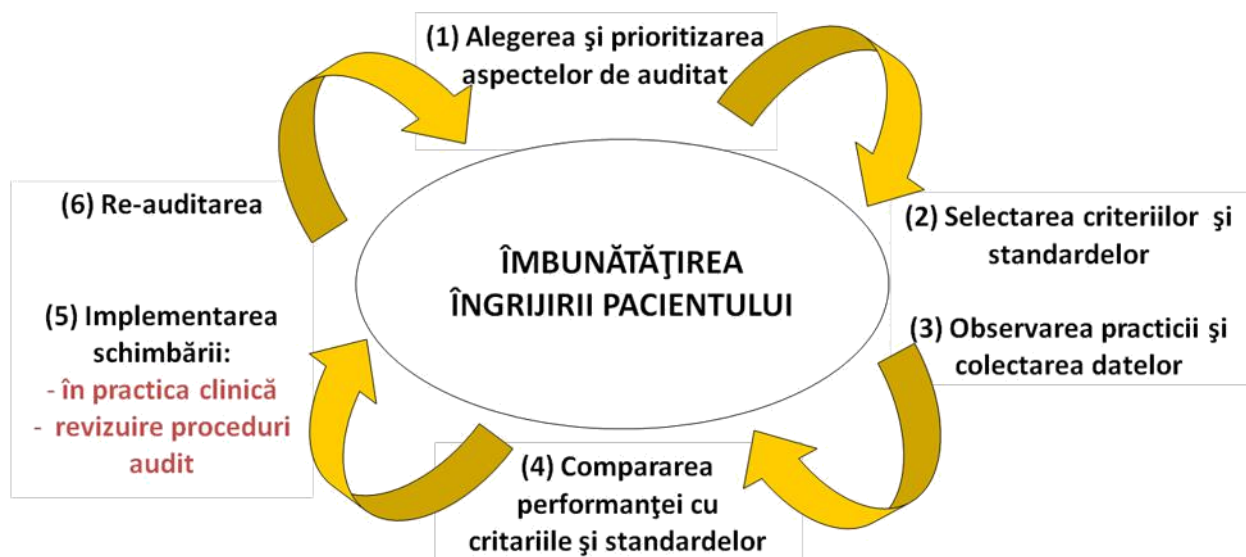 (1) Alegerea şi prioritizarea
aspectelor de auditat
(2) Selectarea criteriilor şi
standardelor
(3) Observarea practicii şi
colectarea datelor
(4) Compararea
performanţei cu
critariile şi standardelor
(5) Implementarea
schimbării:
- în practica clinică
- revizuire proceduri
audit
(6) Re-auditarea
ÎMBUNĂTĂŢIREA
ÎNGRIJIRII PACIENTULUI